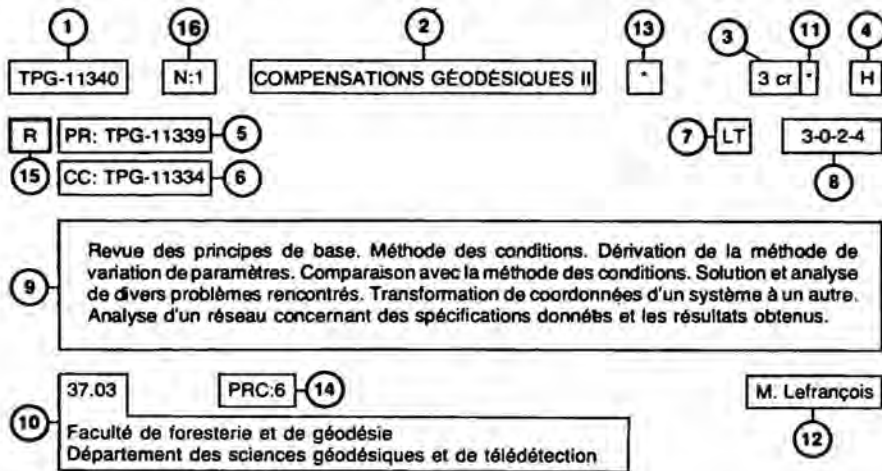 1 16 2 13 3 11 4
TPG-11340 N:1 COMPENSATIONS GÉODÉSIQUES II * 3 cr * H
R PR: TPG-11339 5 7 LT 3-0-2-4
15 CC: TPG-11334 6 8
Revue des principes de base. Méthode des conditions. Dérivation de la méthode de
variation de paramètres. Comparaison avec la méthode des conditions. Solution et analyse
9 de divers problèmes rencontrés. Transformation de coordonnées d'un système à un autre.
Analyse d'un réseau concernant des spécifications données et les résultats obtenus.
37.03 PRC:6 14 M. Lefrançois
10 Faculté de foresterie et de géodésie 12
Département des sciences géodésiques et de télédétection